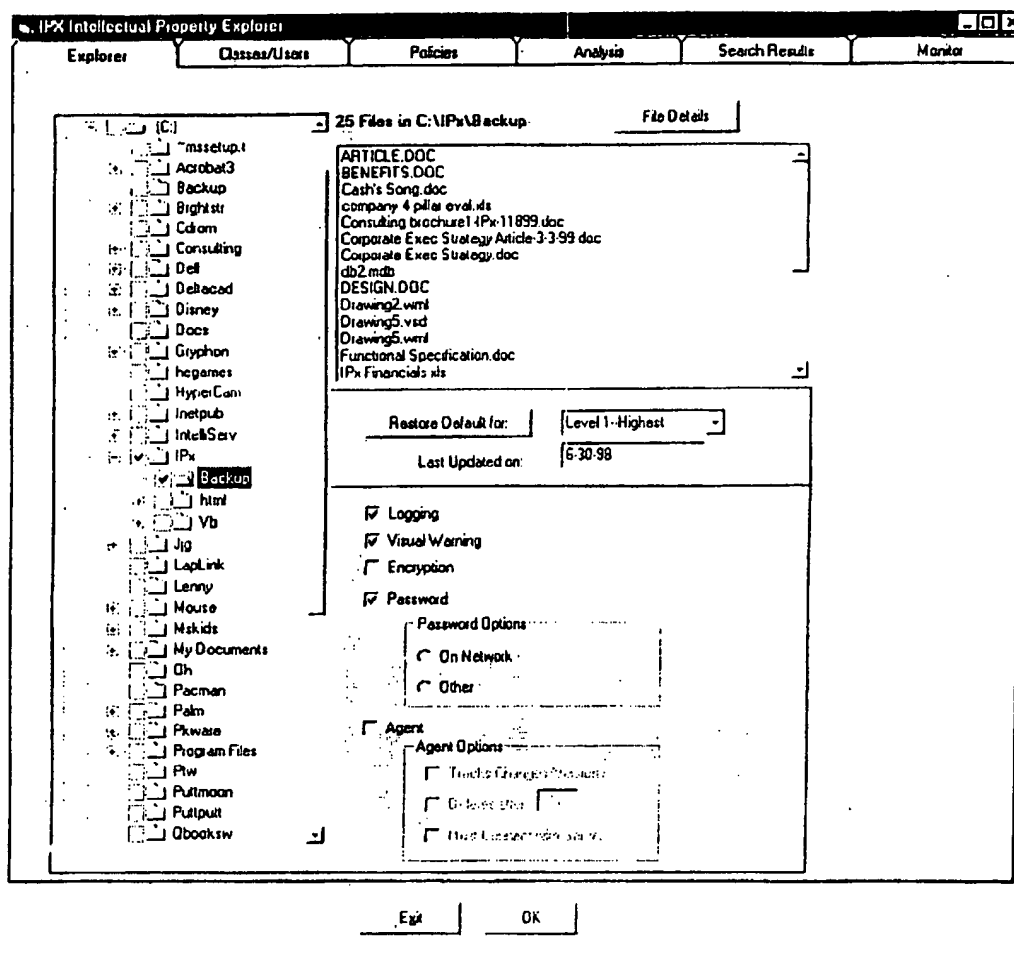 IPX Intellectual Property Explorer
Explorer Classes/Users Policies Analysis Search Results Monitor
25 Files in C:\IPx\Backup File Details
(C:)
~mssetup.t
Acrobat3
Backup
Brightstr
Cdrom
Consulting
Dell
Deltacad
Disney
Docs
Gryphon
hegames
HyperCam
Inetpub
IntelliServ
IPx
Backup
html
Vb
Jig
LapLink
Lenny
Mouse
Mskids
My Documents
Oh
Pacman
Palm
Pkware
Program Files
Ptw
Puttmoon
Puttputt
Qbooksw
ARTICLE.DOC
BENEFITS.DOC
Cash's Song.doc
company 4 pillar eval.xls
Consulting brochure1-IPx-11899.doc
Corporate Exec Strategy Article-3-3-99.doc
Corporate Exec Strategy.doc
db2.mdb
DESIGN.DOC
Drawing2.wmf
Drawing5.vsd
Drawing5.wmf
Functional Specification.doc
IPx Financials.xls
Restore Default for: Level 1--Highest
Last Updated on: 6-30-98
Logging
Visual Warning
Encryption
Password
Password Options
On Network
Other
Agent
Agent Options
Tracks Changes
Exit OK